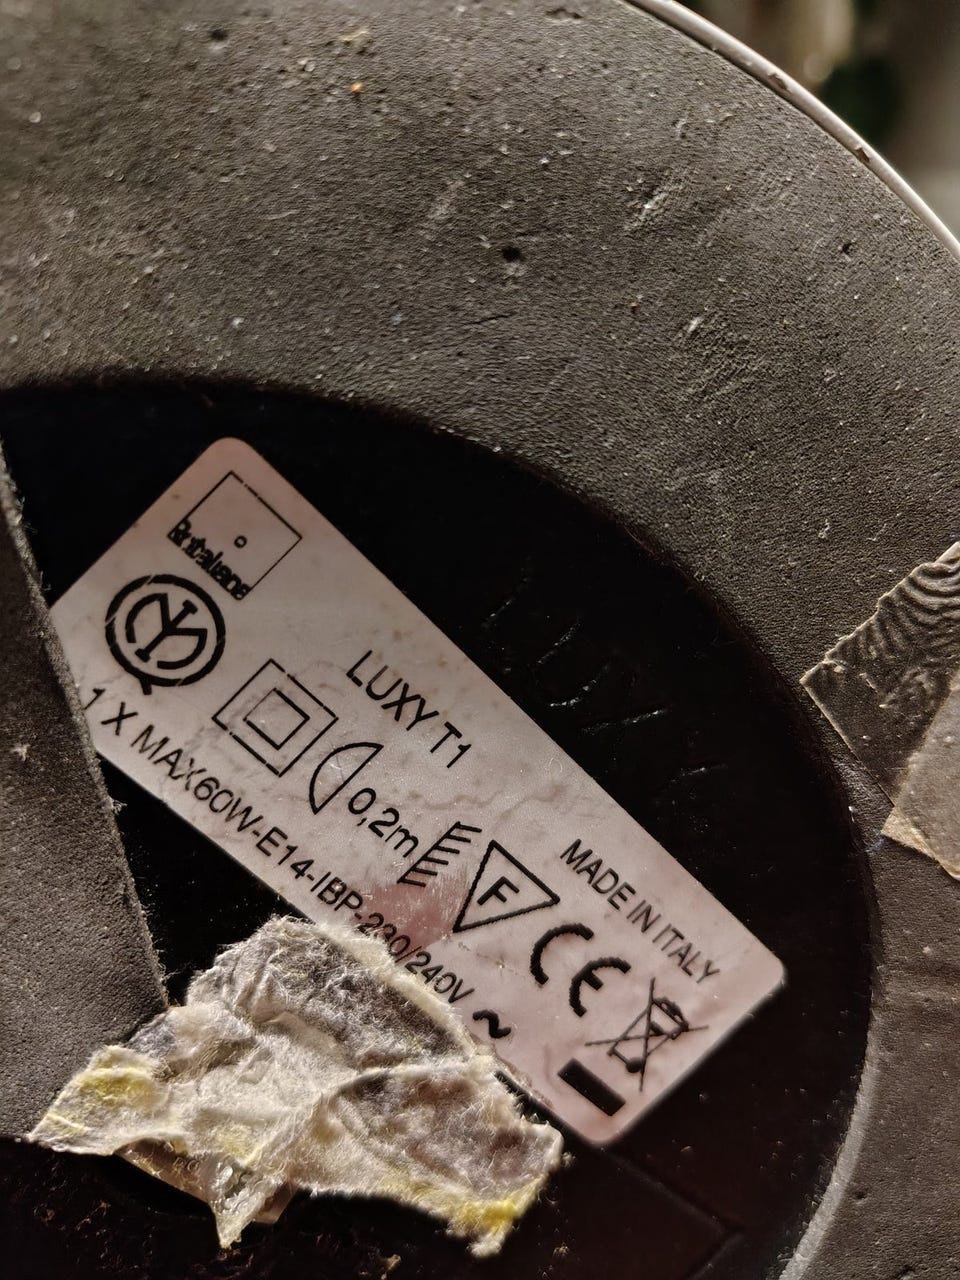 Rotaliana
LUXY T1
0,2m
F
1 X MAX60W-E14-IBP-230/240V ~
MADE IN ITALY
CE